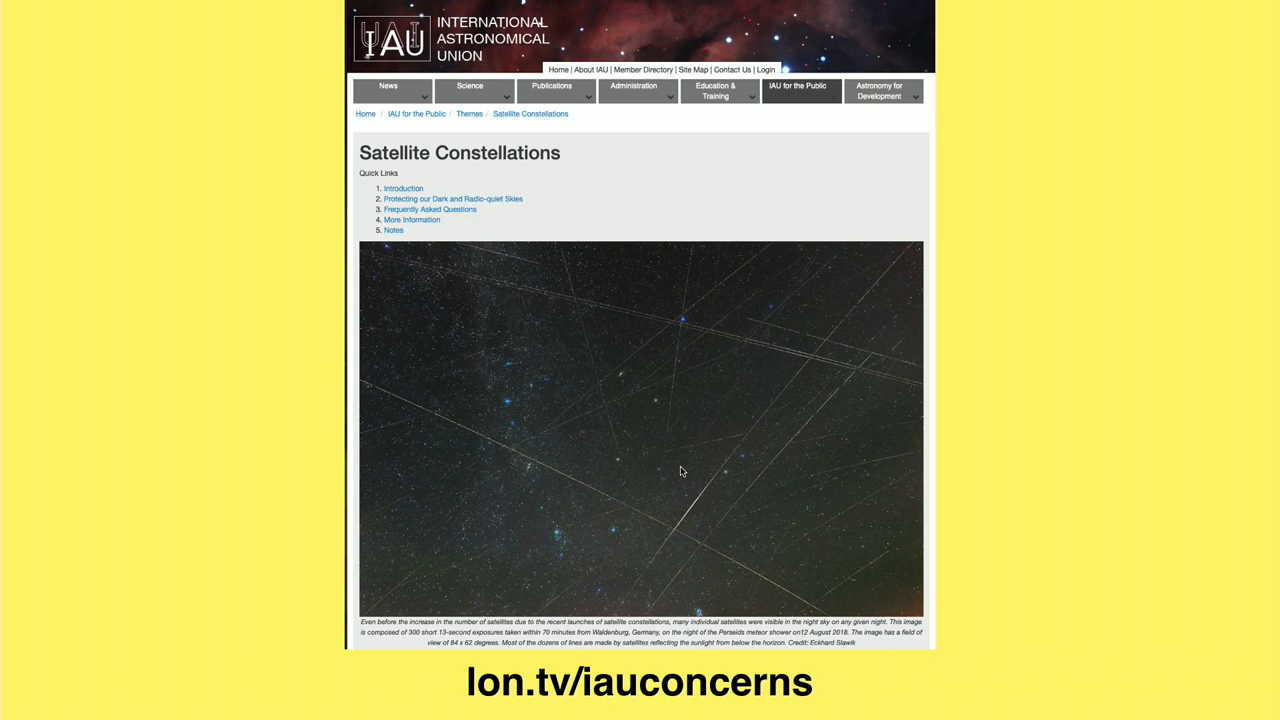 IAU
INTERNATIONAL
ASTRONOMICAL
UNION
Home | About IAU | Member Directory | Site Map | Contact Us | Login
News
Science
Publications
Administration
Education &
Training
IAU for the Public
Astronomy for
Development
Home / IAU for the Public / Themes / Satellite Constellations
Satellite Constellations
Quick Links
1. Introduction
2. Protecting our Dark and Radio-quiet Skies
3. Frequently Asked Questions
4. More Information
5. Notes
Even before the increase in the number of satellites due to the recent launches of satellite constellations, many individual satellites were visible in the night sky on any given night. This image
is composed of 300 short 13-second exposures taken within 70 minutes from Waldenburg, Germany, on the night of the Perseids meteor shower on12 August 2018. The image has a field of
view of 84 x 62 degrees. Most of the dozens of lines are made by satellites reflecting the sunlight from below the horizon. Credit: Eckhard Slawik
lon.tv/iauconcerns